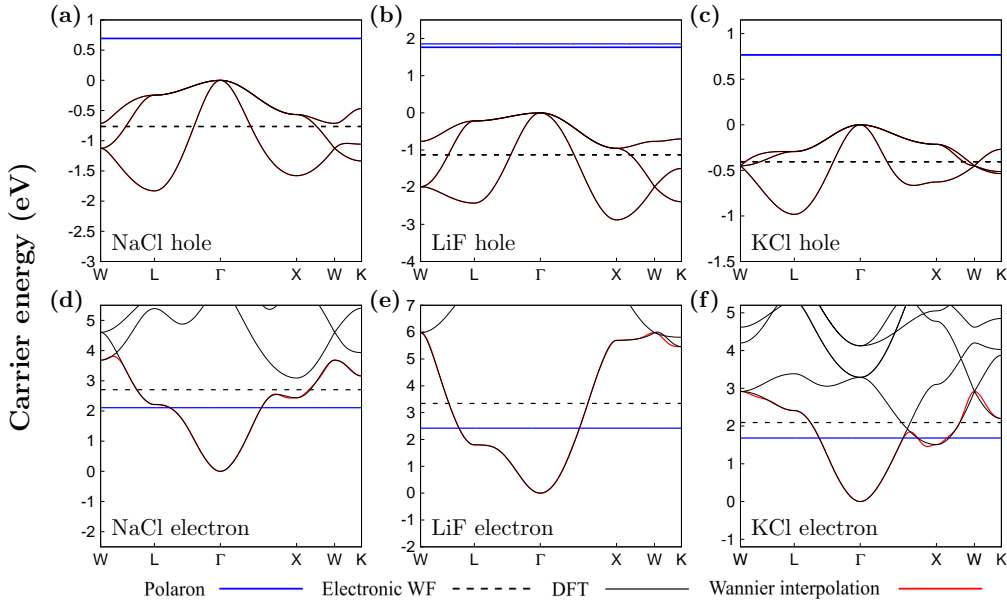 Carrier energy (eV)
(a)
1
0.5
0
-0.5
-1
-1.5
-2
-2.5
-3
NaCl hole
W L Γ X W K
(b)
2
1
0
-1
-2
-3
-4
LiF hole
W L Γ X W K
(c)
1
0.5
0
-0.5
-1
-1.5
KCl hole
W L Γ X W K
(d)
5
4
3
2
1
0
-1
-2
NaCl electron
W L Γ X W K
(e)
7
6
5
4
3
2
1
0
-1
-2
LiF electron
W L Γ X W K
(f)
5
4
3
2
1
0
-1
KCl electron
W L Γ X W K
Polaron Electronic WF DFT Wannier interpolation